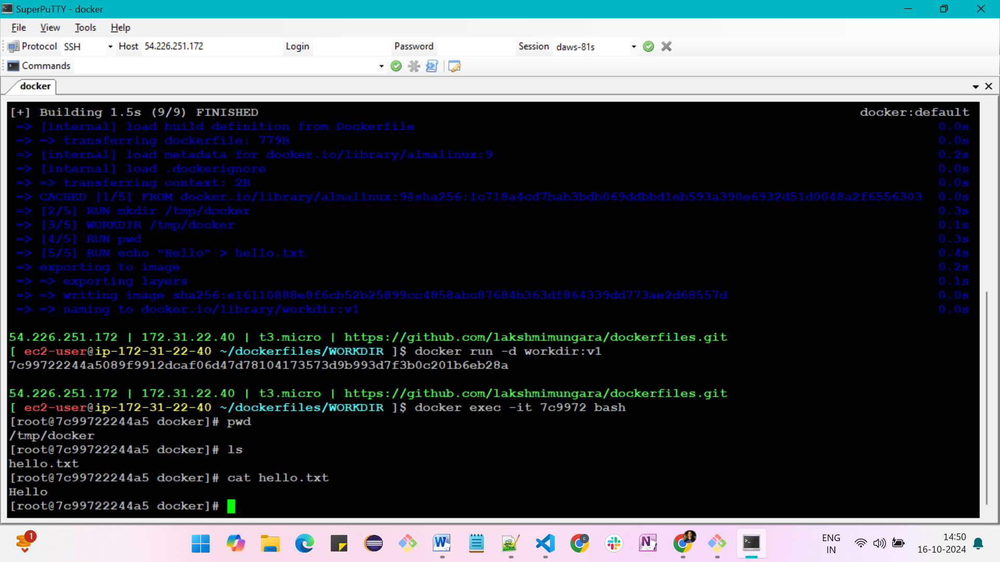 SuperPuTTY - docker
File View Tools Help
Protocol SSH Host 54.226.251.172 Login Password Session daws-81s
Commands
docker
[+] Building 1.5s (9/9) FINISHED docker:default
=> [internal] load build definition from Dockerfile 0.0s
=> => transferring dockerfile: 779B 0.0s
=> [internal] load metadata for docker.io/library/almalinux:9 0.2s
=> [internal] load .dockerignore 0.0s
=> => transferring context: 2B 0.0s
=> CACHED [1/5] FROM docker.io/library/almalinux:9@sha256:1c718a4cd7bab3bdb069ddbbd1eb593a390e6932d51d0048a2f6556303 0.0s
=> [2/5] RUN mkdir /tmp/docker 0.3s
=> [3/5] WORKDIR /tmp/docker 0.1s
=> [4/5] RUN pwd 0.3s
=> [5/5] RUN echo "Hello" > hello.txt 0.4s
=> exporting to image 0.2s
=> => exporting layers 0.1s
=> => writing image sha256:e16110888e8f6cb52b25899cc4858abc87684b363df864339dd773ae2d68557d 0.0s
=> => naming to docker.io/library/workdir:v1 0.0s
54.226.251.172 | 172.31.22.40 | t3.micro | https://github.com/lakshmimungara/dockerfiles.git
[ ec2-user@ip-172-31-22-40 ~/dockerfiles/WORKDIR ]$ docker run -d workdir:v1
7c99722244a5089f9912dcaf06d47d78104173573d9b993d7f3b0c201b6eb28a
54.226.251.172 | 172.31.22.40 | t3.micro | https://github.com/lakshmimungara/dockerfiles.git
[ ec2-user@ip-172-31-22-40 ~/dockerfiles/WORKDIR ]$ docker exec -it 7c9972 bash
[root@7c99722244a5 docker]# pwd
/tmp/docker
[root@7c99722244a5 docker]# ls
hello.txt
[root@7c99722244a5 docker]# cat hello.txt
Hello
[root@7c99722244a5 docker]#
1
ENG 14:50
IN 16-10-2024